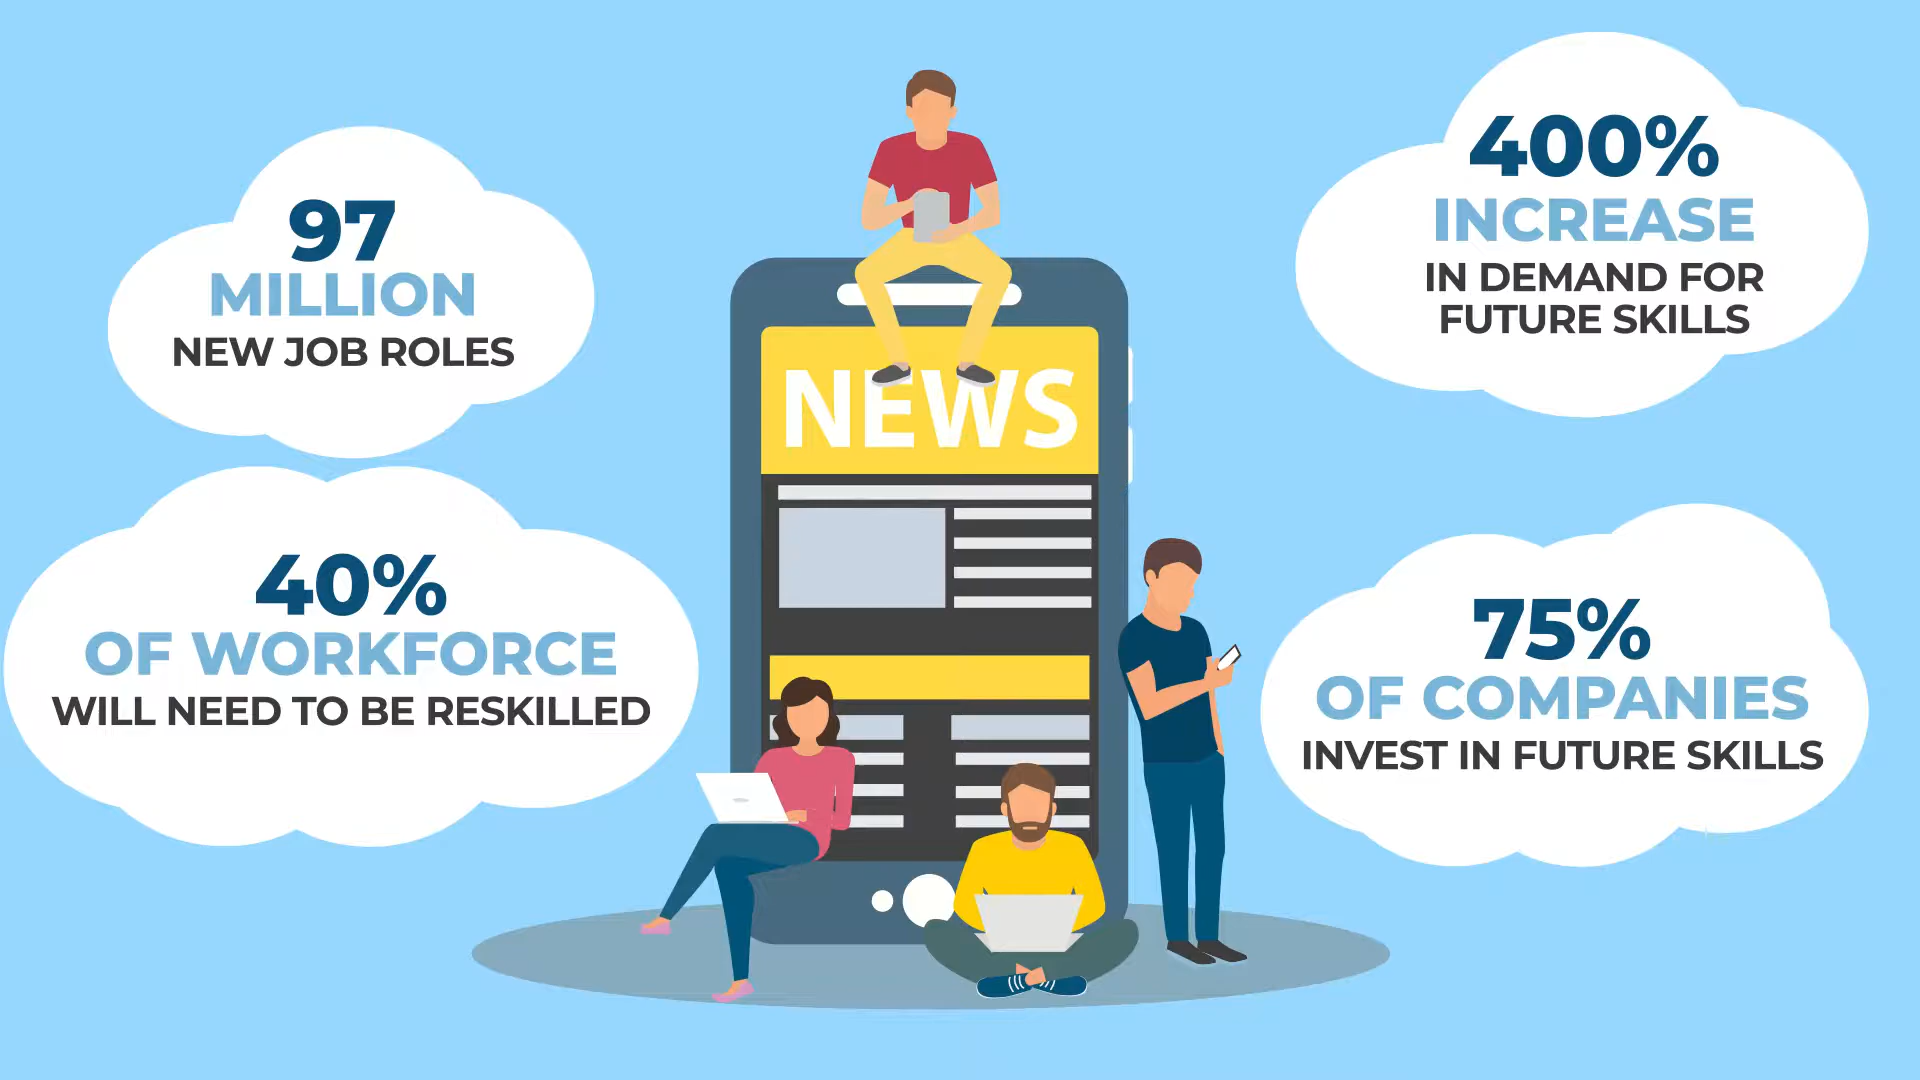 97
MILLION
NEW JOB ROLES
40%
OF WORKFORCE
WILL NEED TO BE RESKILLED
NEWS
400%
INCREASE
IN DEMAND FOR
FUTURE SKILLS
75%
OF COMPANIES
INVEST IN FUTURE SKILLS